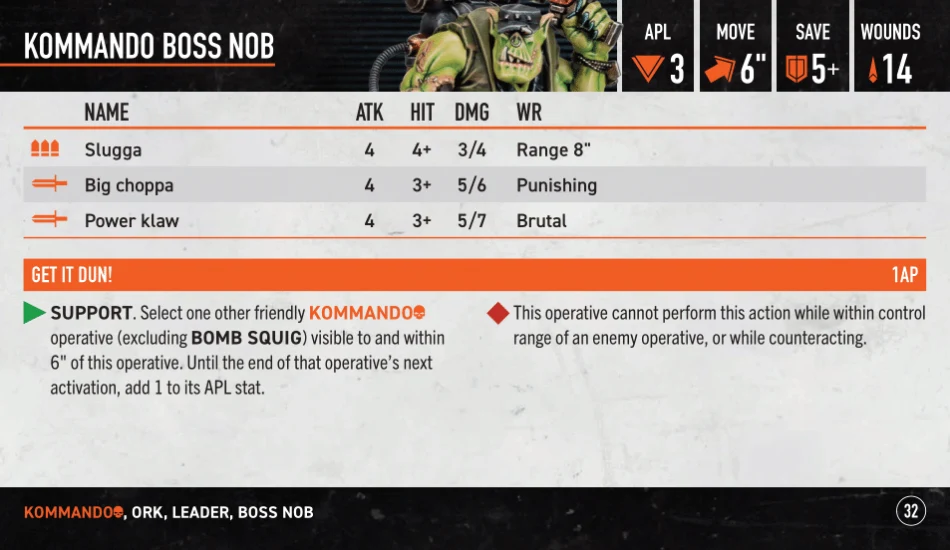 KOMMANDO BOSS NOB
APL MOVE SAVE WOUNDS
3 6" 5+ 14
NAME ATK HIT DMG WR
Slugga 4 4+ 3/4 Range 8"
Big choppa 4 3+ 5/6 Punishing
Power klaw 4 3+ 5/7 Brutal
GET IT DUN! 1AP
SUPPORT. Select one other friendly KOMMANDO
operative (excluding BOMB SQUIG) visible to and within
6" of this operative. Until the end of that operative's next
activation, add 1 to its APL stat.
This operative cannot perform this action while within control
range of an enemy operative, or while counteracting.
KOMMANDO, ORK, LEADER, BOSS NOB
32